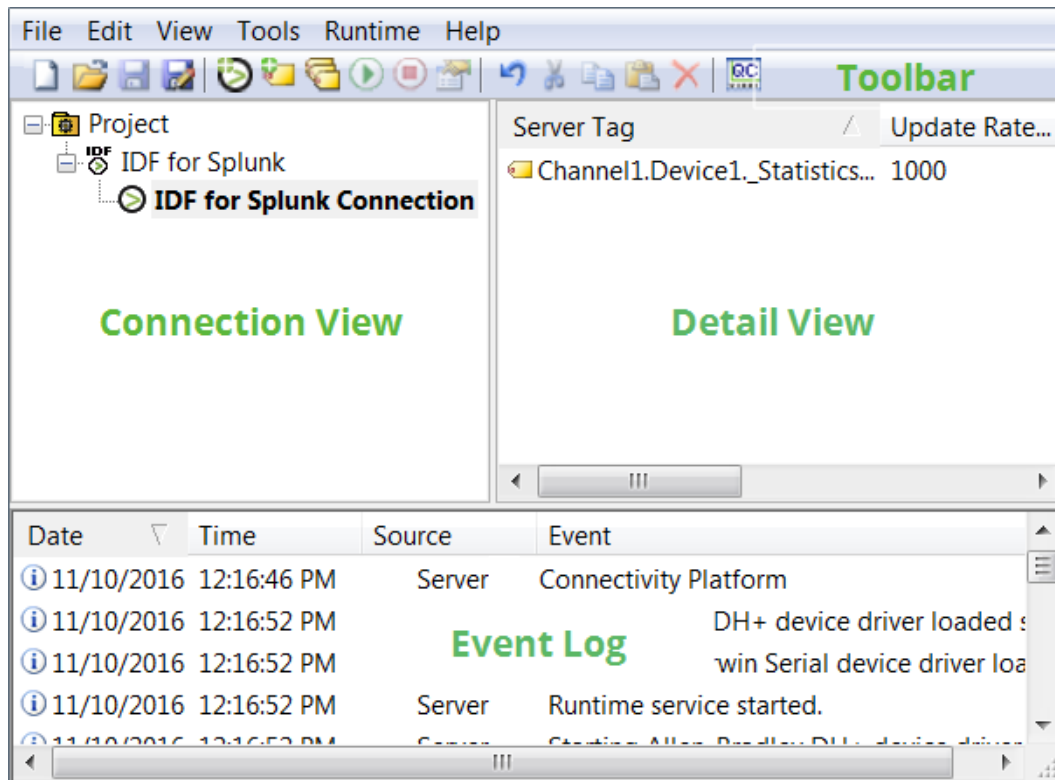 File Edit View Tools Runtime Help
QC
Toolbar
Project
IDF for Splunk
IDF for Splunk Connection
Connection View
Server Tag Update Rate...
Channel1.Device1._Statistics... 1000
Detail View
Date Time Source Event
11/10/2016 12:16:46 PM Server Connectivity Platform
11/10/2016 12:16:52 PM DH+ device driver loaded
11/10/2016 12:16:52 PM win Serial device driver loa
Event Log
11/10/2016 12:16:52 PM Server Runtime service started.